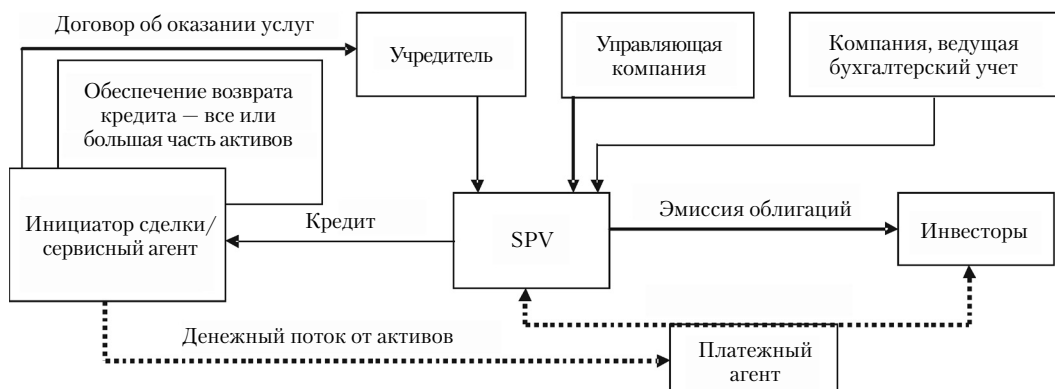 Договор об оказании услуг
Учредитель
Управляющая
компания
Компания, ведущая
бухгалтерский учет
Обеспечение возврата
кредита — все или
большая часть активов
Инициатор сделки/
сервисный агент
Кредит
SPV
Эмиссия облигаций
Инвесторы
Денежный поток от активов
Платежный
агент